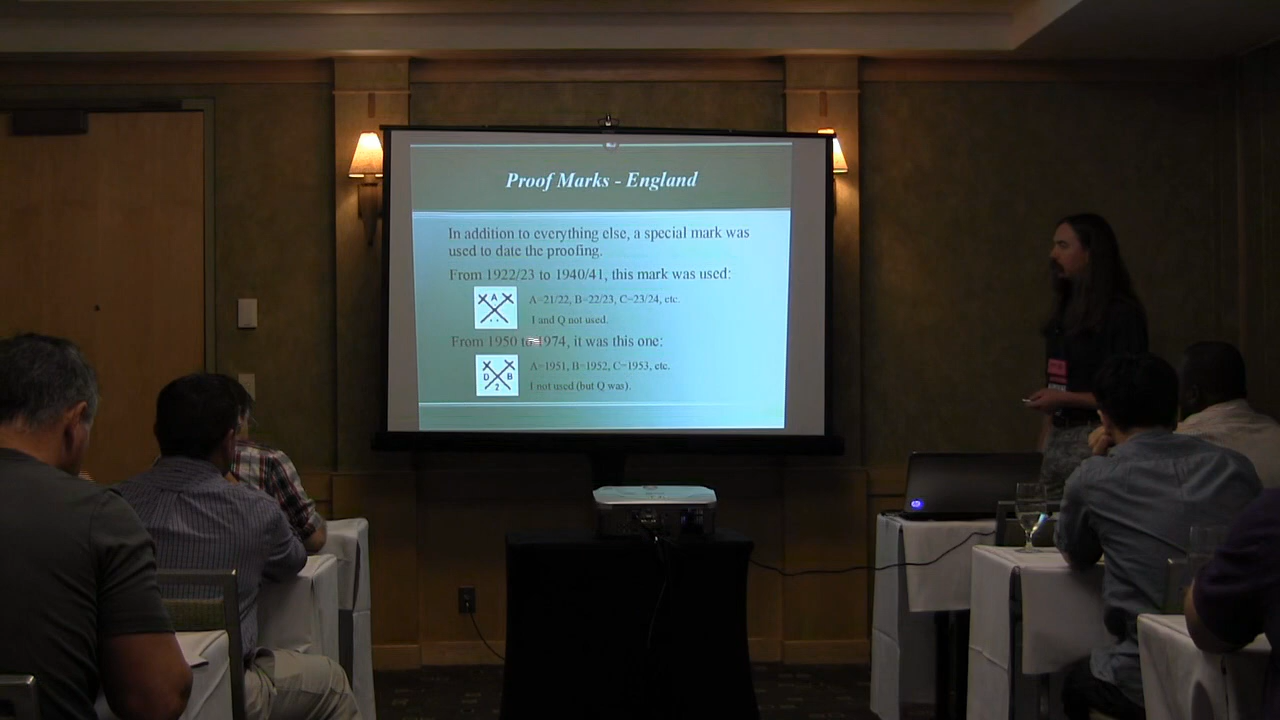 Proof Marks - England
In addition to everything else, a special mark was
used to date the proofing.
From 1922/23 to 1940/41, this mark was used:
A
A=21/22, B=22/23, C=23/24, etc.
I and Q not used.
From 1950 to 1974, it was this one:
D B
2
A=1951, B=1952, C=1953, etc.
I not used (but Q was).
hp